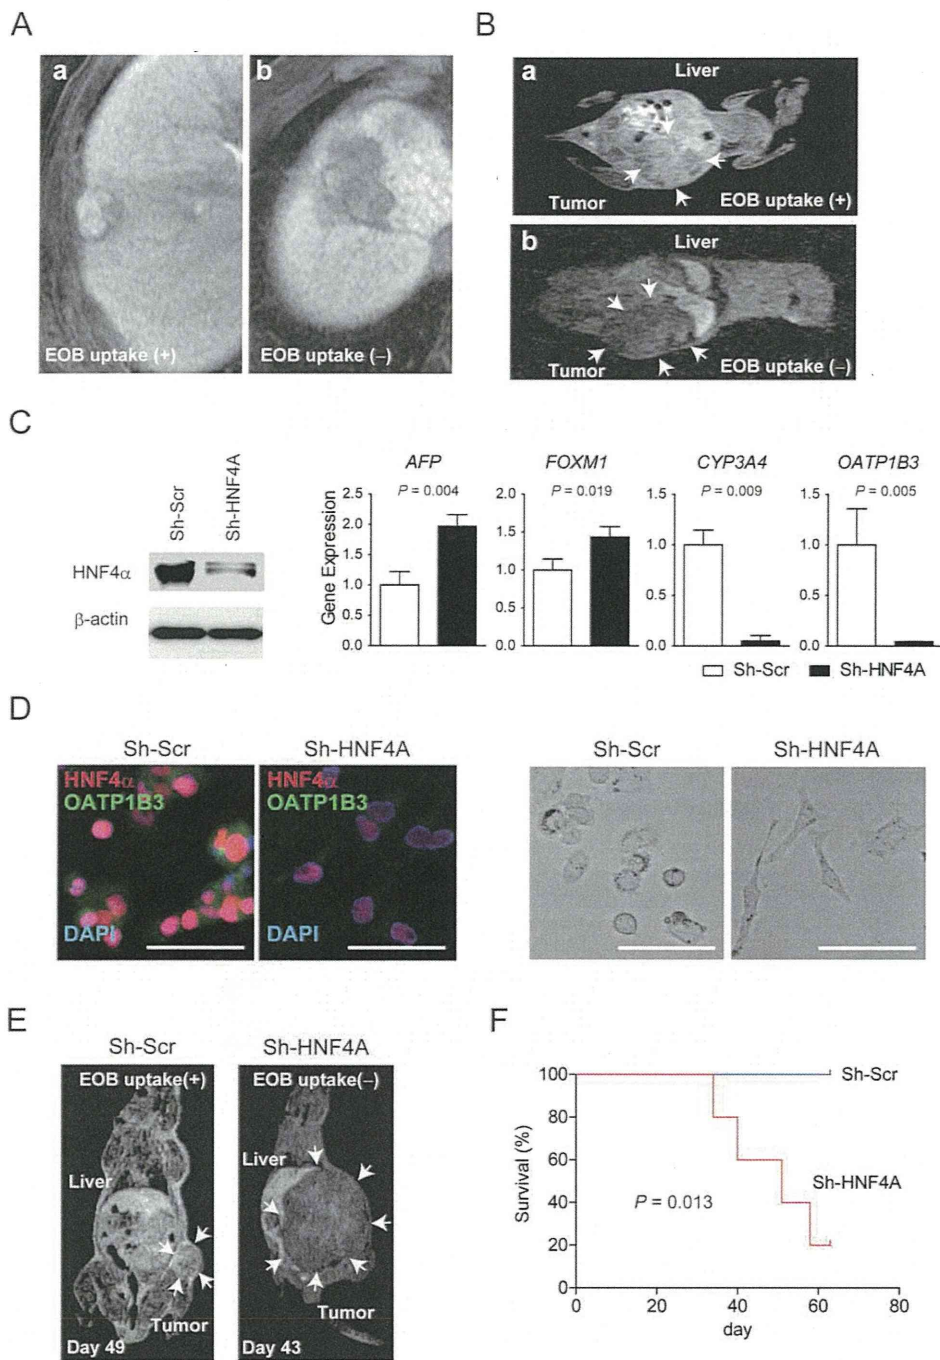 A
B
a
b
EOB uptake (+)
EOB uptake (−)
a
Liver
Tumor
EOB uptake (+)
b
Liver
Tumor
EOB uptake (−)
C
Sh-Scr
Sh-HNF4A
HNF4α
β-actin
Gene Expression
AFP
P = 0.004
2.5
2.0
1.5
1.0
0.5
0.0
FOXM1
P = 0.019
2.0
1.5
1.0
0.5
0.0
CYP3A4
P = 0.009
1.5
1.0
0.5
0.0
OATP1B3
P = 0.005
1.5
1.0
0.5
0.0
Sh-Scr
Sh-HNF4A
D
Sh-Scr
Sh-HNF4A
HNF4α
OATP1B3
DAPI
HNF4α
OATP1B3
DAPI
Sh-Scr
Sh-HNF4A
E
Sh-Scr
Sh-HNF4A
EOB uptake(+)
Liver
Tumor
Day 49
EOB uptake(−)
Liver
Tumor
Day 43
F
Survival (%)
100
80
60
40
20
0
Sh-Scr
Sh-HNF4A
P = 0.013
0
20
40
60
80
day